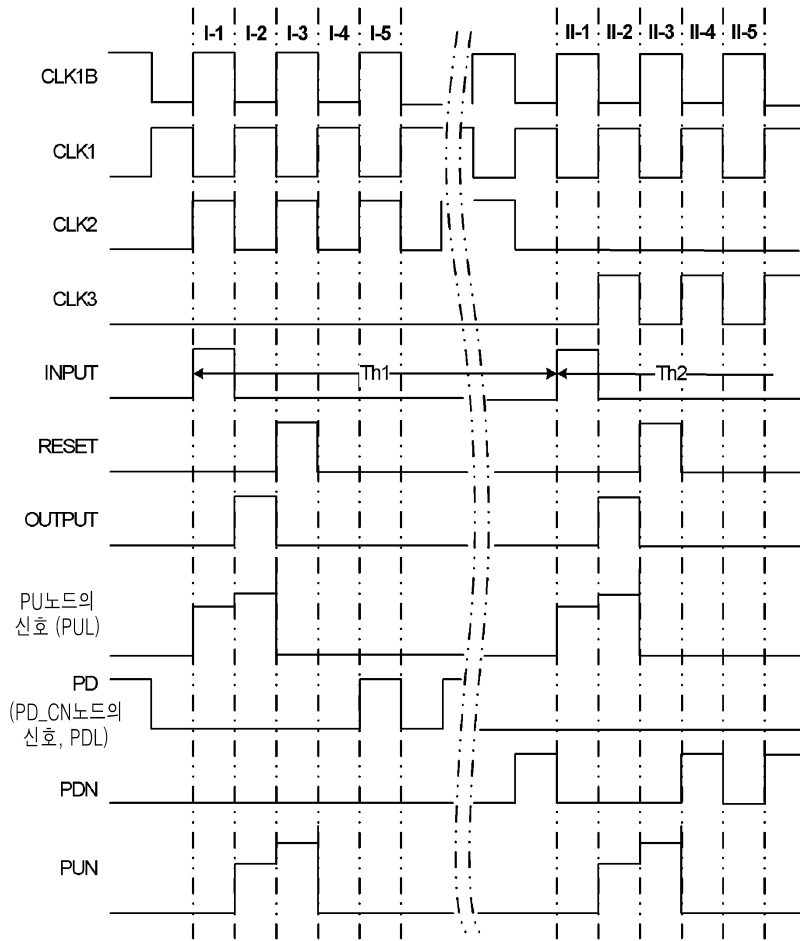 I-1 I-2 I-3 I-4 I-5 II-1 II-2 II-3 II-4 II-5
CLK1B
CLK1
CLK2
CLK3
INPUT
Th1 Th2
RESET
OUTPUT
PU노드의
신호 (PUL)
PD
(PD_CN노드의
신호, PDL)
PDN
PUN